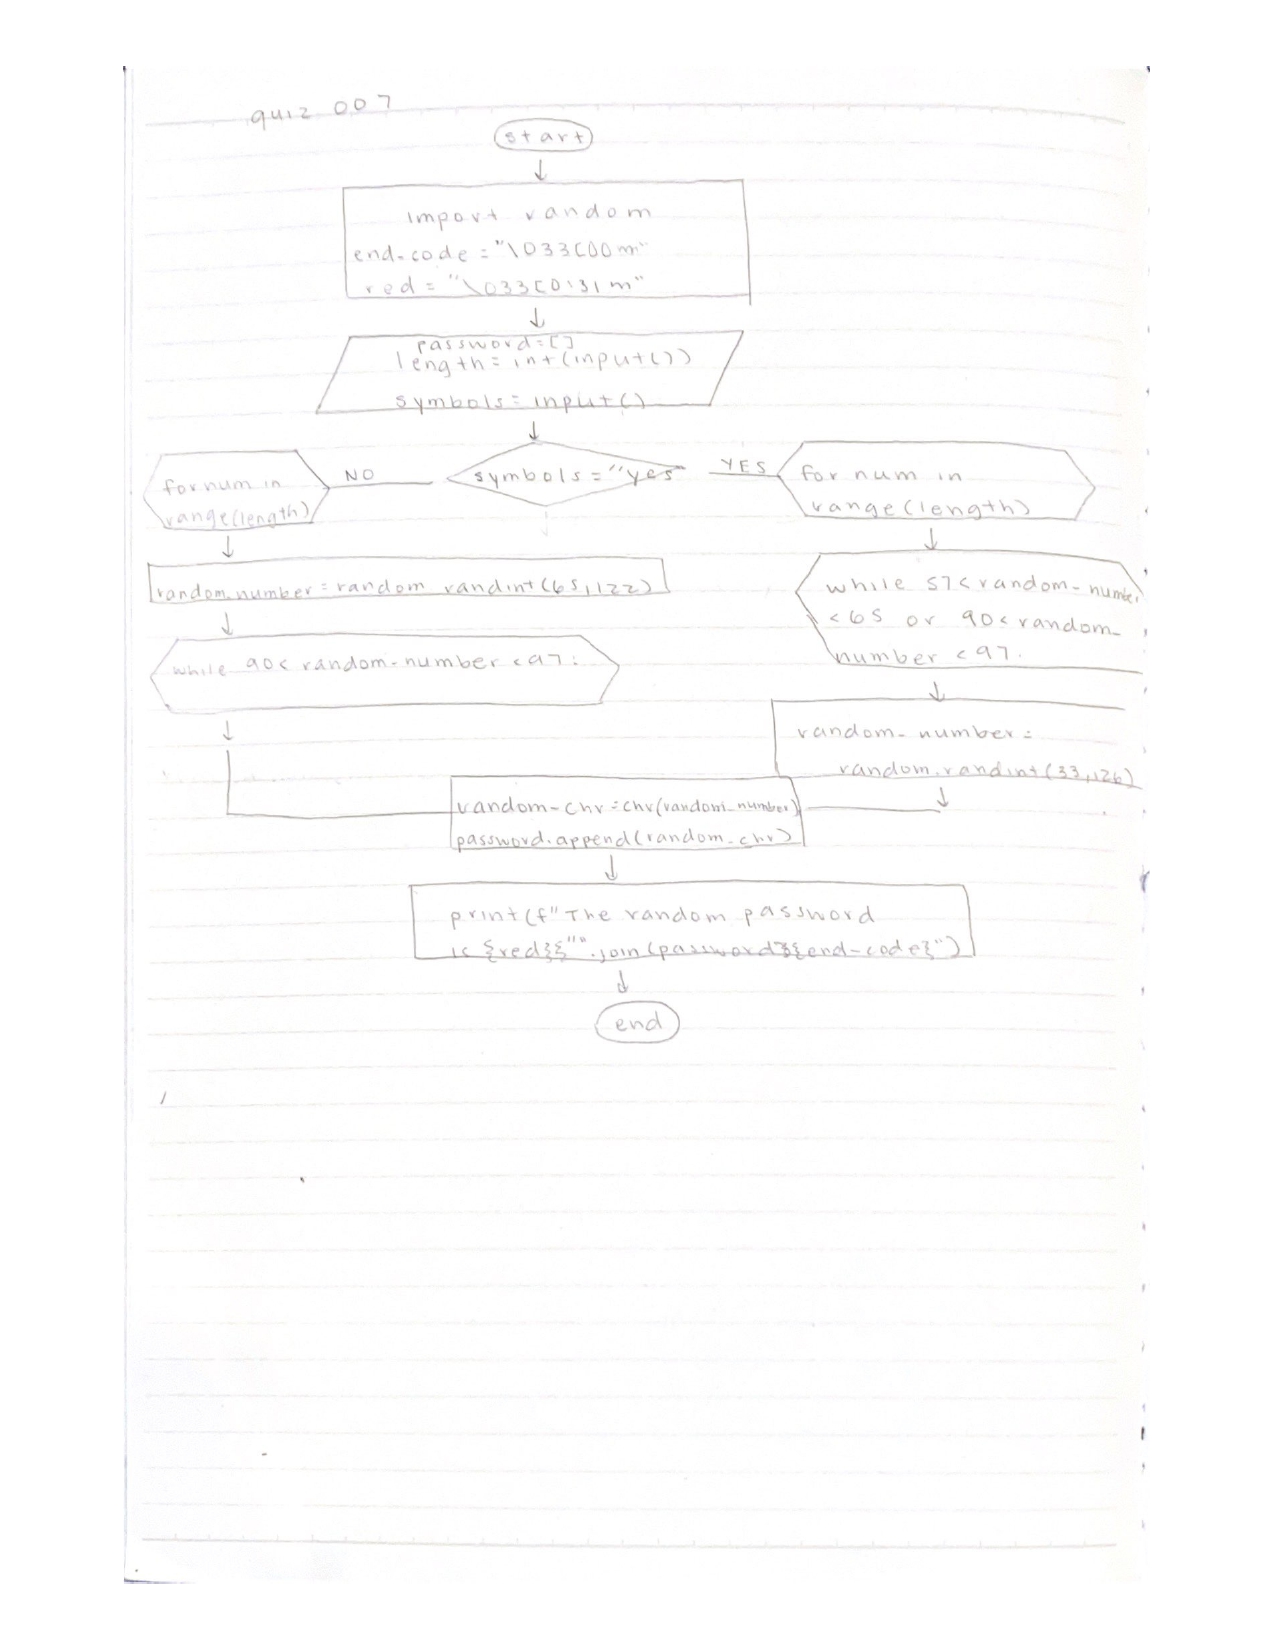 quiz 007
start
import random
end-code = "\033[00m"
red = "\033[0:31m"
password=[]
length=int(input())
symbols=input()
for num in
range(length)
NO
symbols="yes
YES
for num in
range(length)
random_number=random randint(65,122)
while 57<random-number
<65 or 90<random-
number <97.
while 90< random-number <97:
random-number=
random.randint(33,126)
random-chr=chr(random_number)
password.append(random-chr)
print(f"The random password
is {red}{"".join(password}{end-code}")
end